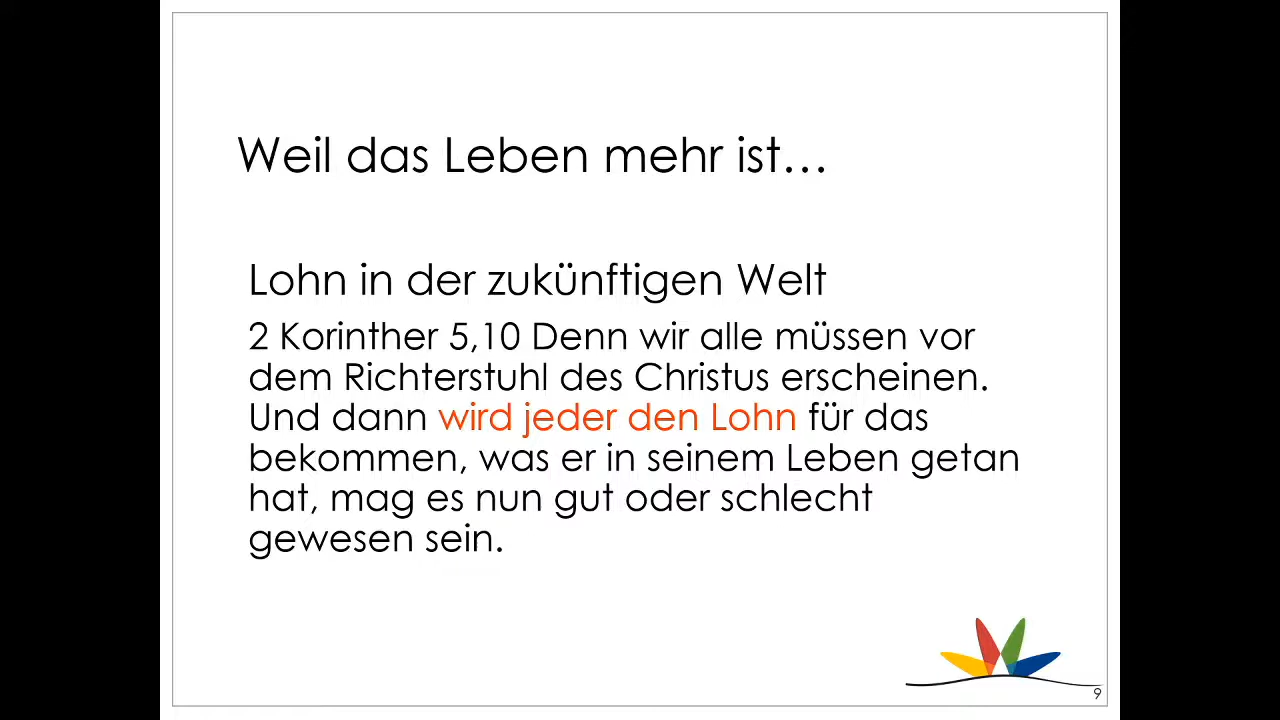 Weil das Leben mehr ist…
Lohn in der zukünftigen Welt
2 Korinther 5,10 Denn wir alle müssen vor
dem Richterstuhl des Christus erscheinen.
Und dann wird jeder den Lohn für das
bekommen, was er in seinem Leben getan
hat, mag es nun gut oder schlecht
gewesen sein.
9